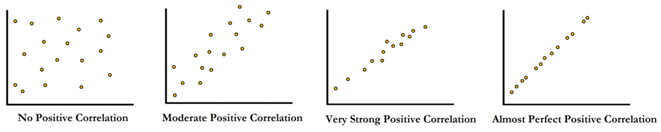 No Positive Correlation
Moderate Positive Correlation
Very Strong Positive Correlation
Almost Perfect Positive Correlation